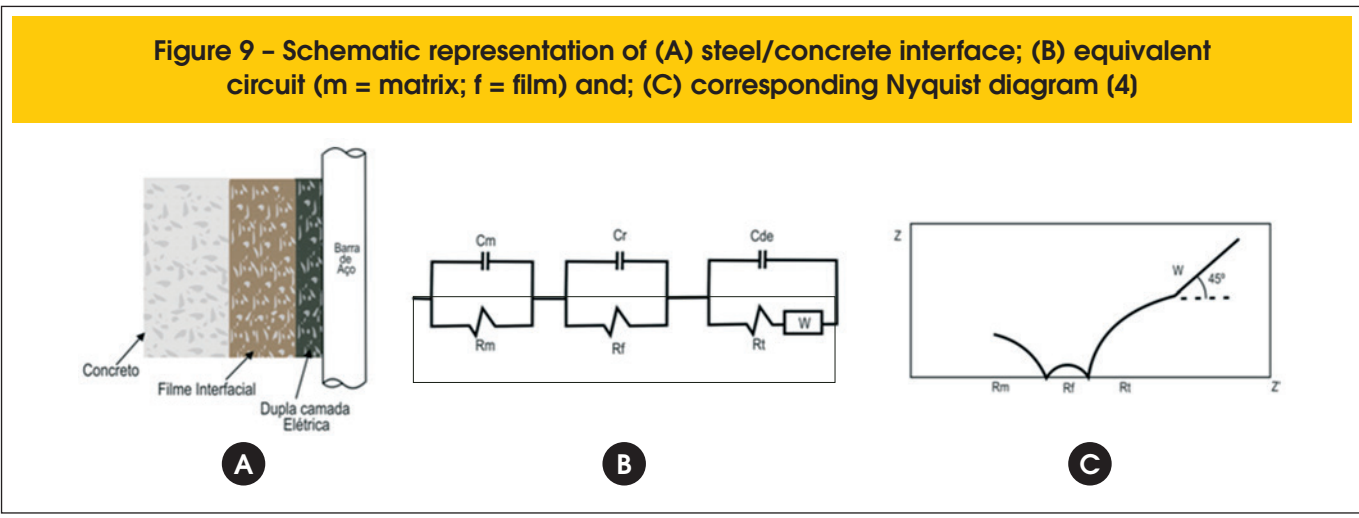 Figure 9 – Schematic representation of (A) steel/concrete interface; (B) equivalent
circuit (m = matrix; f = film) and; (C) corresponding Nyquist diagram (4)
Barra
de
Aço
Concreto
Filme Interfacial
Dupla camada
Elétrica
A
Cm
Cr
Cde
Rm
Rf
Rt
W
B
Z
W
45º
Rm
Rf
Rt
Z'
C